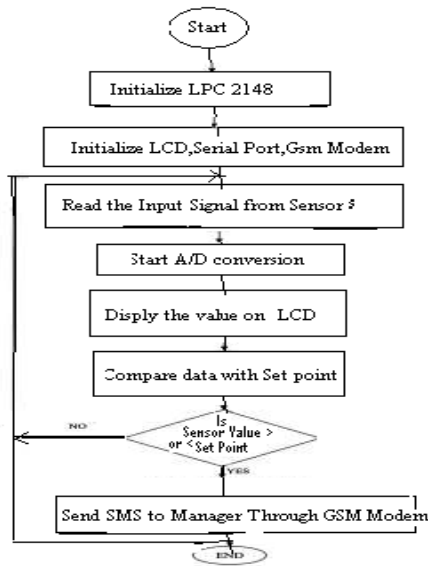 Start
Initialize LPC 2148
Initialize LCD,Serial Port,Gsm Modem
Read the Input Signal from Sensor s
Start A/D conversion
Disply the value on LCD
Compare data with Set point
Is
Sensor Value >
or < Set Point
NO
YES
Send SMS to Manager Through GSM Modem
END